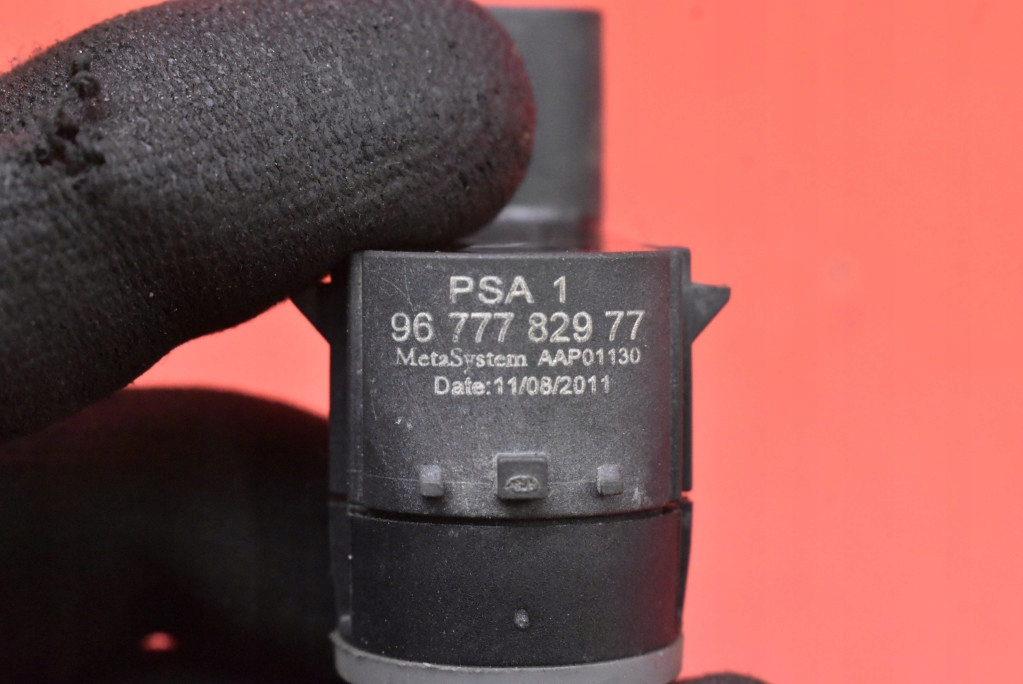 PSA 1
96 777 829 77
MetaSystem AAP01130
Date:11/08/2011